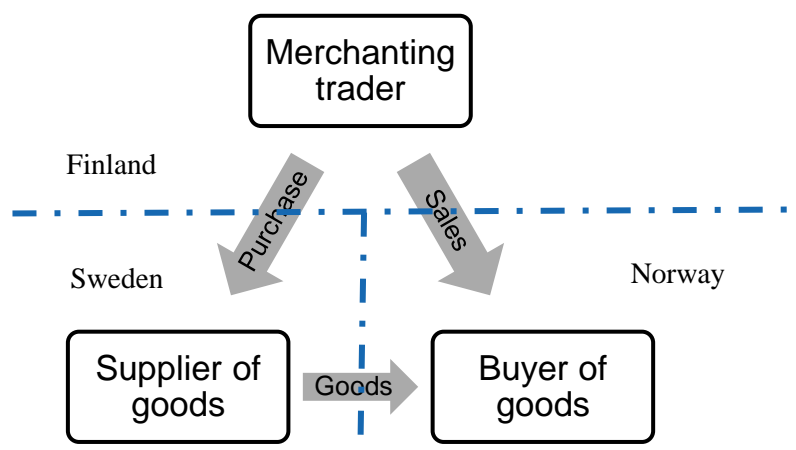 Merchanting
trader
Finland
Purchase
Sales
Sweden
Norway
Supplier of
goods
Goods
Buyer of
goods